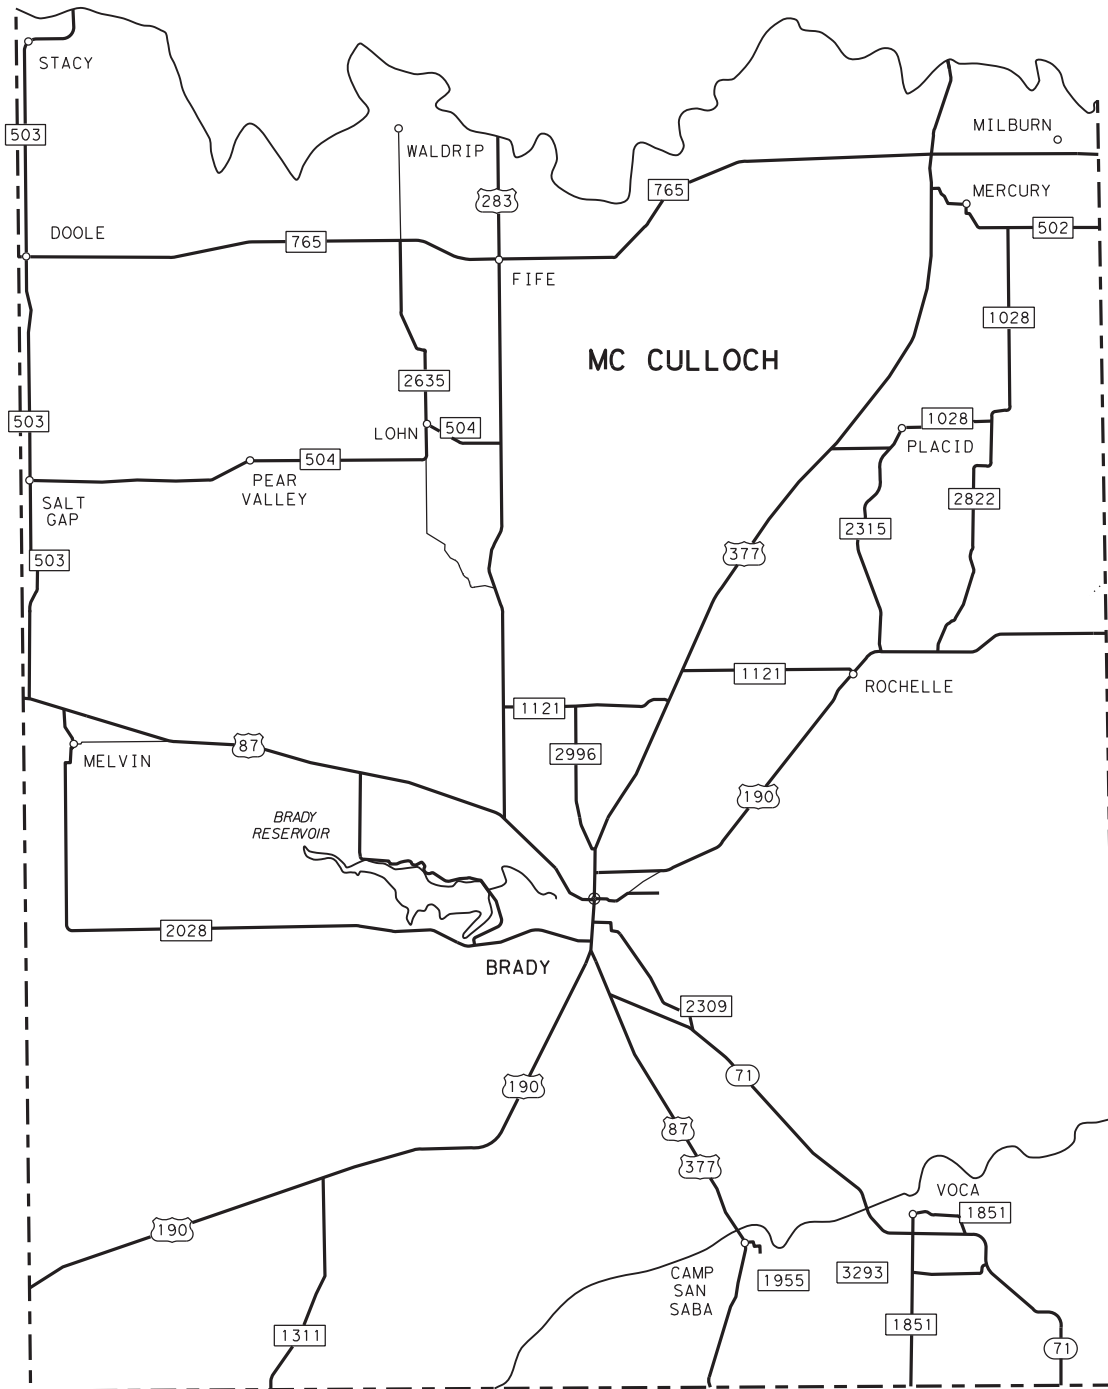 STACY
503
WALDRIP
MILBURN
765
MERCURY
283
DOOLE
765
502
FIFE
1028
MC CULLOCH
2635
503
LOHN
504
1028
PLACID
504
PEAR
VALLEY
SALT
GAP
2822
2315
503
377
1121
ROCHELLE
1121
87
2996
MELVIN
190
BRADY
RESERVOIR
2028
BRADY
2309
71
190
87
377
VOCA
1851
190
CAMP
SAN
SABA
1955
3293
1311
1851
71